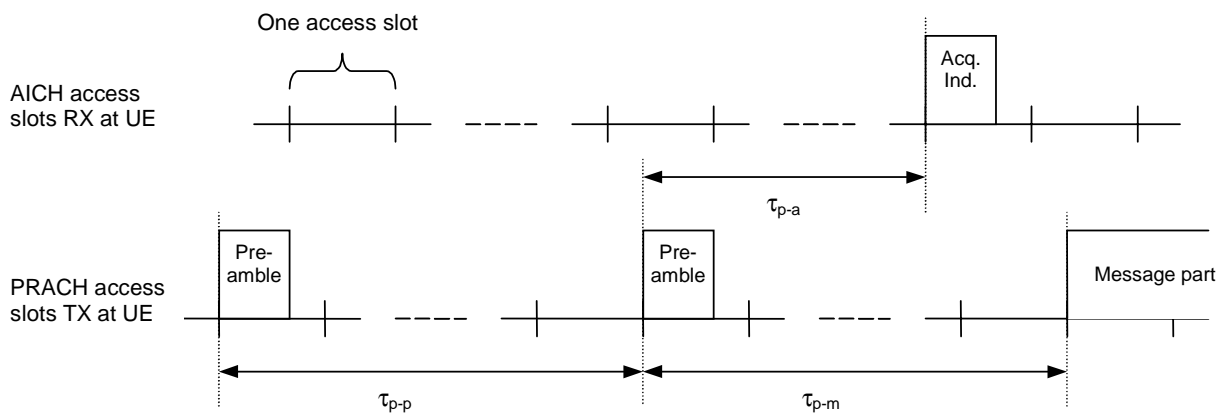 One access slot
AICH access
slots RX at UE
Acq.
Ind.
τp-a
PRACH access
slots TX at UE
Pre-
amble
Pre-
amble
Message part
τp-p
τp-m